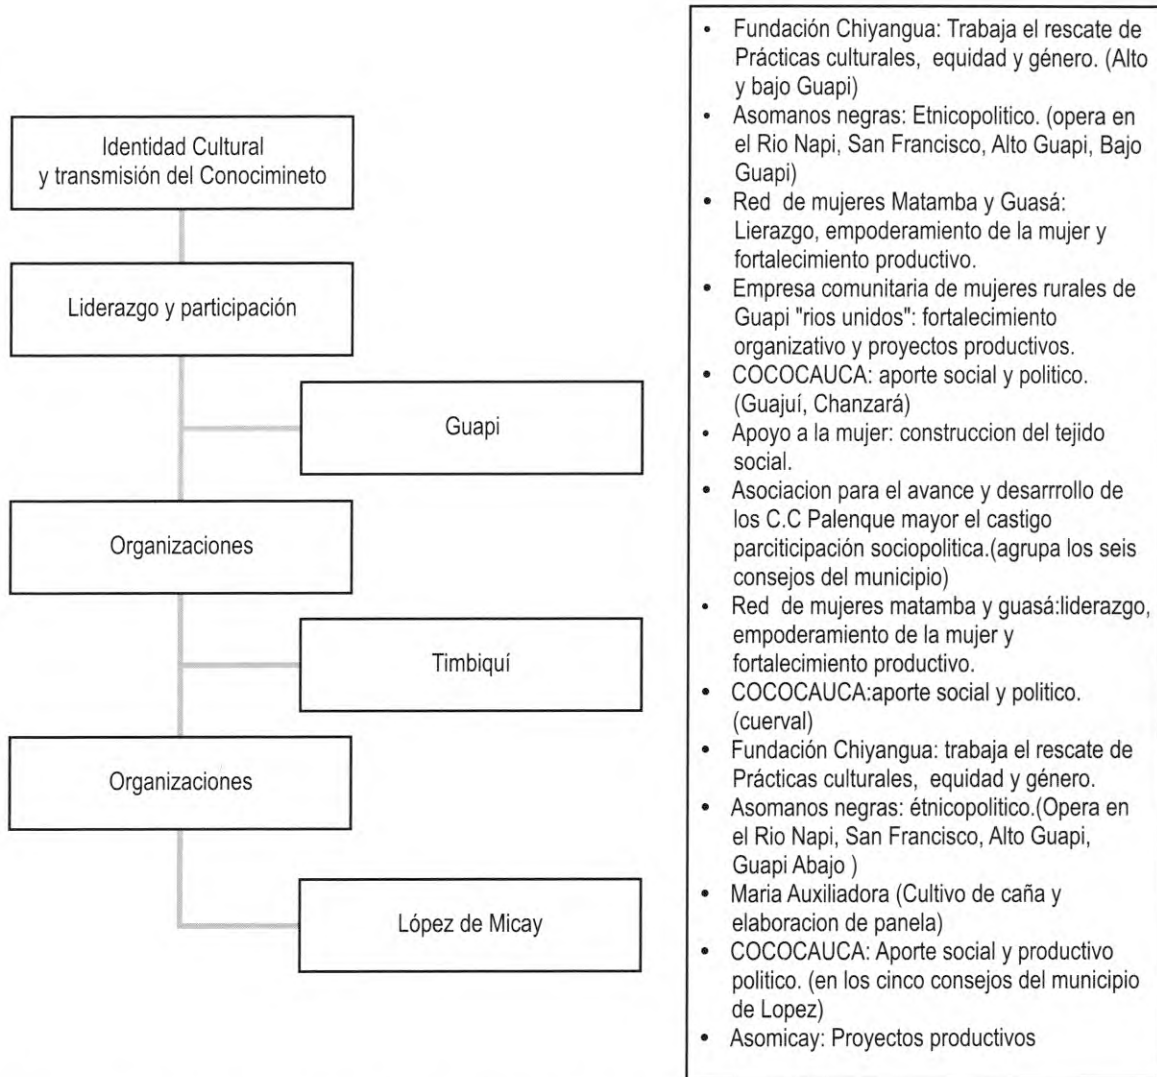 Identidad Cultural
y transmisión del Conocimineto
Liderazgo y participación
Guapi
Organizaciones
Timbiquí
Organizaciones
López de Micay
• Fundación Chiyangua: Trabaja el rescate de
Prácticas culturales, equidad y género. (Alto
y bajo Guapi)
• Asomanos negras: Etnicopolitico. (opera en
el Rio Napi, San Francisco, Alto Guapi, Bajo
Guapi)
• Red de mujeres Matamba y Guasá:
Lierazgo, empoderamiento de la mujer y
fortalecimiento productivo.
• Empresa comunitaria de mujeres rurales de
Guapi "rios unidos": fortalecimiento
organizativo y proyectos productivos.
• COCOCAUCA: aporte social y politico.
(Guajuí, Chanzará)
• Apoyo a la mujer: construccion del tejido
social.
• Asociacion para el avance y desarrrollo de
los C.C Palenque mayor el castigo
parciticipación sociopolitica.(agrupa los seis
consejos del municipio)
• Red de mujeres matamba y guasá:liderazgo,
empoderamiento de la mujer y
fortalecimiento productivo.
• COCOCAUCA:aporte social y politico.
(cuerval)
• Fundación Chiyangua: trabaja el rescate de
Prácticas culturales, equidad y género.
• Asomanos negras: étnicopolitico.(Opera en
el Rio Napi, San Francisco, Alto Guapi,
Guapi Abajo )
• Maria Auxiliadora (Cultivo de caña y
elaboracion de panela)
• COCOCAUCA: Aporte social y productivo
politico. (en los cinco consejos del municipio
de Lopez)
• Asomicay: Proyectos productivos